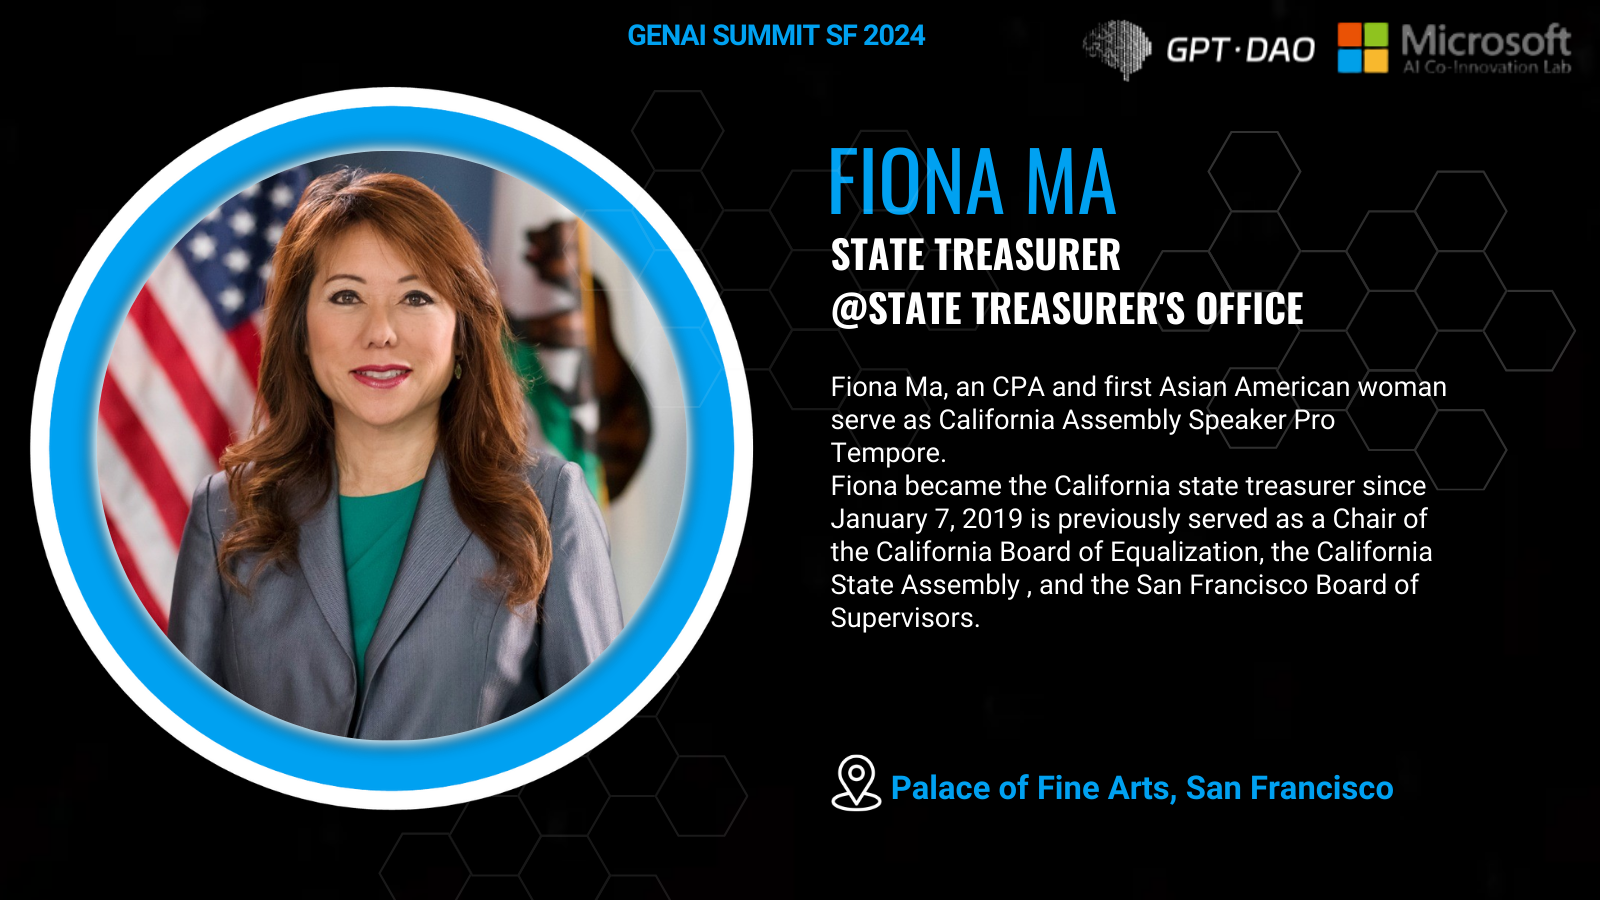 GENAI SUMMIT SF 2024
GPT·DAO
Microsoft
AI Co-Innovation Lab
FIONA MA
STATE TREASURER
@STATE TREASURER'S OFFICE
Fiona Ma, an CPA and first Asian American woman
serve as California Assembly Speaker Pro
Tempore.
Fiona became the California state treasurer since
January 7, 2019 is previously served as a Chair of
the California Board of Equalization, the California
State Assembly , and the San Francisco Board of
Supervisors.
Palace of Fine Arts, San Francisco